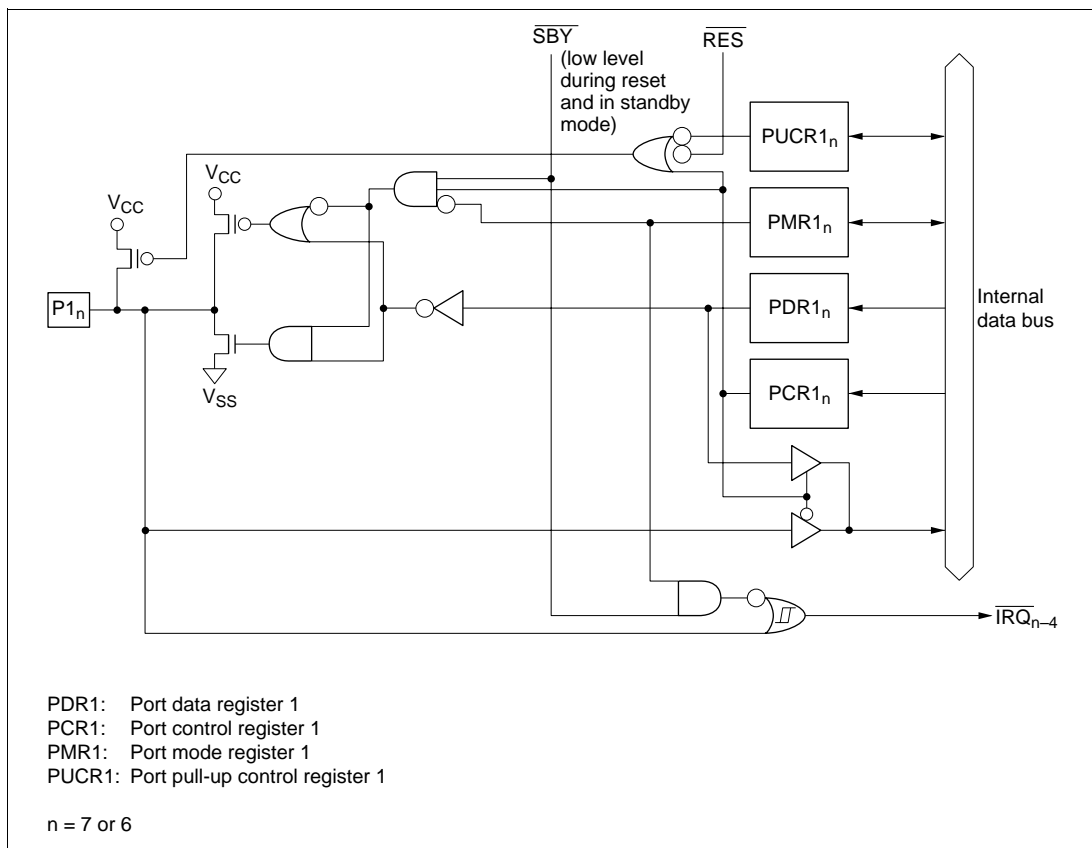 SBY
(low level
during reset
and in standby
mode)
RES
PUCR1n
VCC
VCC
PMR1n
P1n
PDR1n
Internal
data bus
VSS
PCR1n
IRQn–4
PDR1: Port data register 1
PCR1: Port control register 1
PMR1: Port mode register 1
PUCR1: Port pull-up control register 1
n = 7 or 6